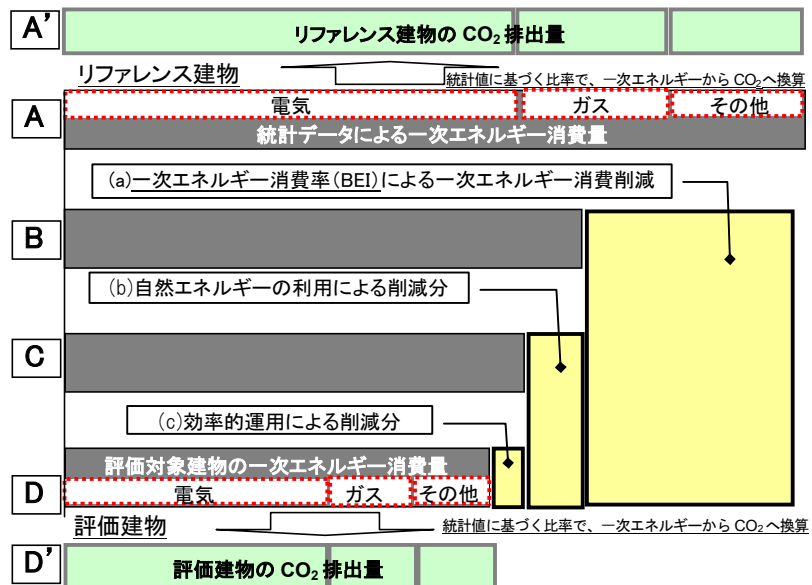 A'
リファレンス建物の CO₂ 排出量
リファレンス建物
統計値に基づく比率で、一次エネルギーから CO₂ へ換算
A
電気
ガス
その他
統計データによる一次エネルギー消費量
(a)一次エネルギー消費率(BEI)による一次エネルギー消費削減
B
(b)自然エネルギーの利用による削減分
C
(c)効率的運用による削減分
評価対象建物の一次エネルギー消費量
D
電気
ガス
その他
評価建物
統計値に基づく比率で、一次エネルギーから CO₂ へ換算
D'
評価建物の CO₂ 排出量